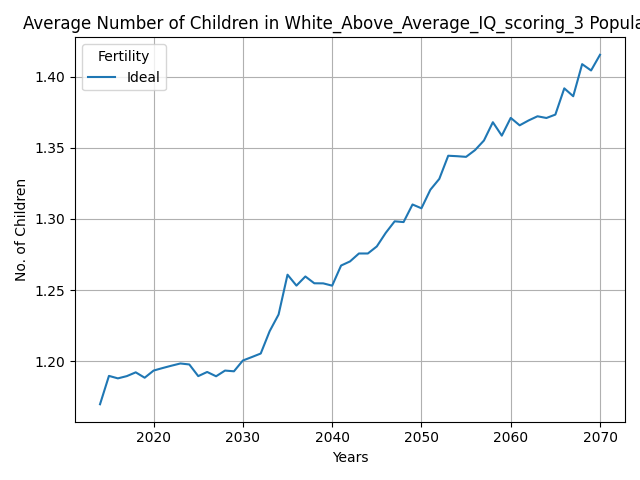 Average Number of Children in White_Above_Average_IQ_scoring_3 Popula
Fertility
Ideal
1.40
1.35
1.30
1.25
1.20
No. of Children
2020 2030 2040 2050 2060 2070
Years